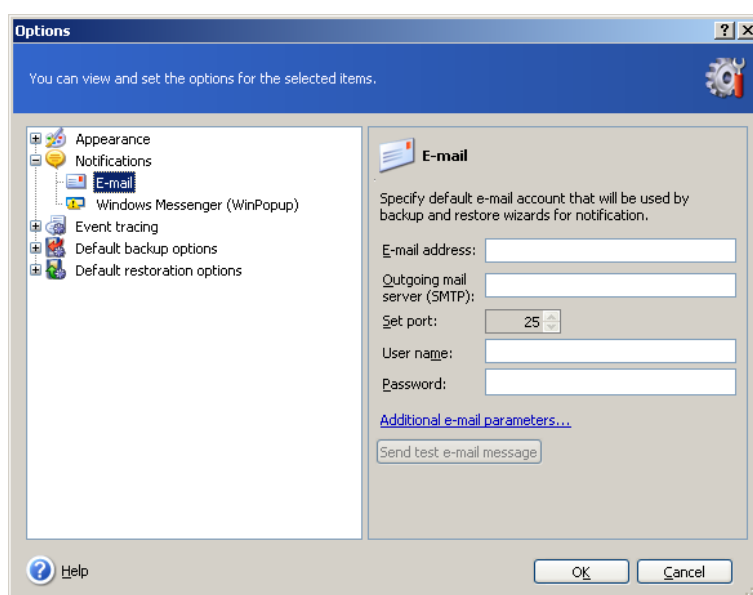 Options
You can view and set the options for the selected items.
Appearance
Notifications
E-mail
Windows Messenger (WinPopup)
Event tracing
Default backup options
Default restoration options
E-mail
Specify default e-mail account that will be used by
backup and restore wizards for notification.
E-mail address:
Outgoing mail
server (SMTP):
Set port:
25
User name:
Password:
Additional e-mail parameters...
Send test e-mail message
Help
OK
Cancel